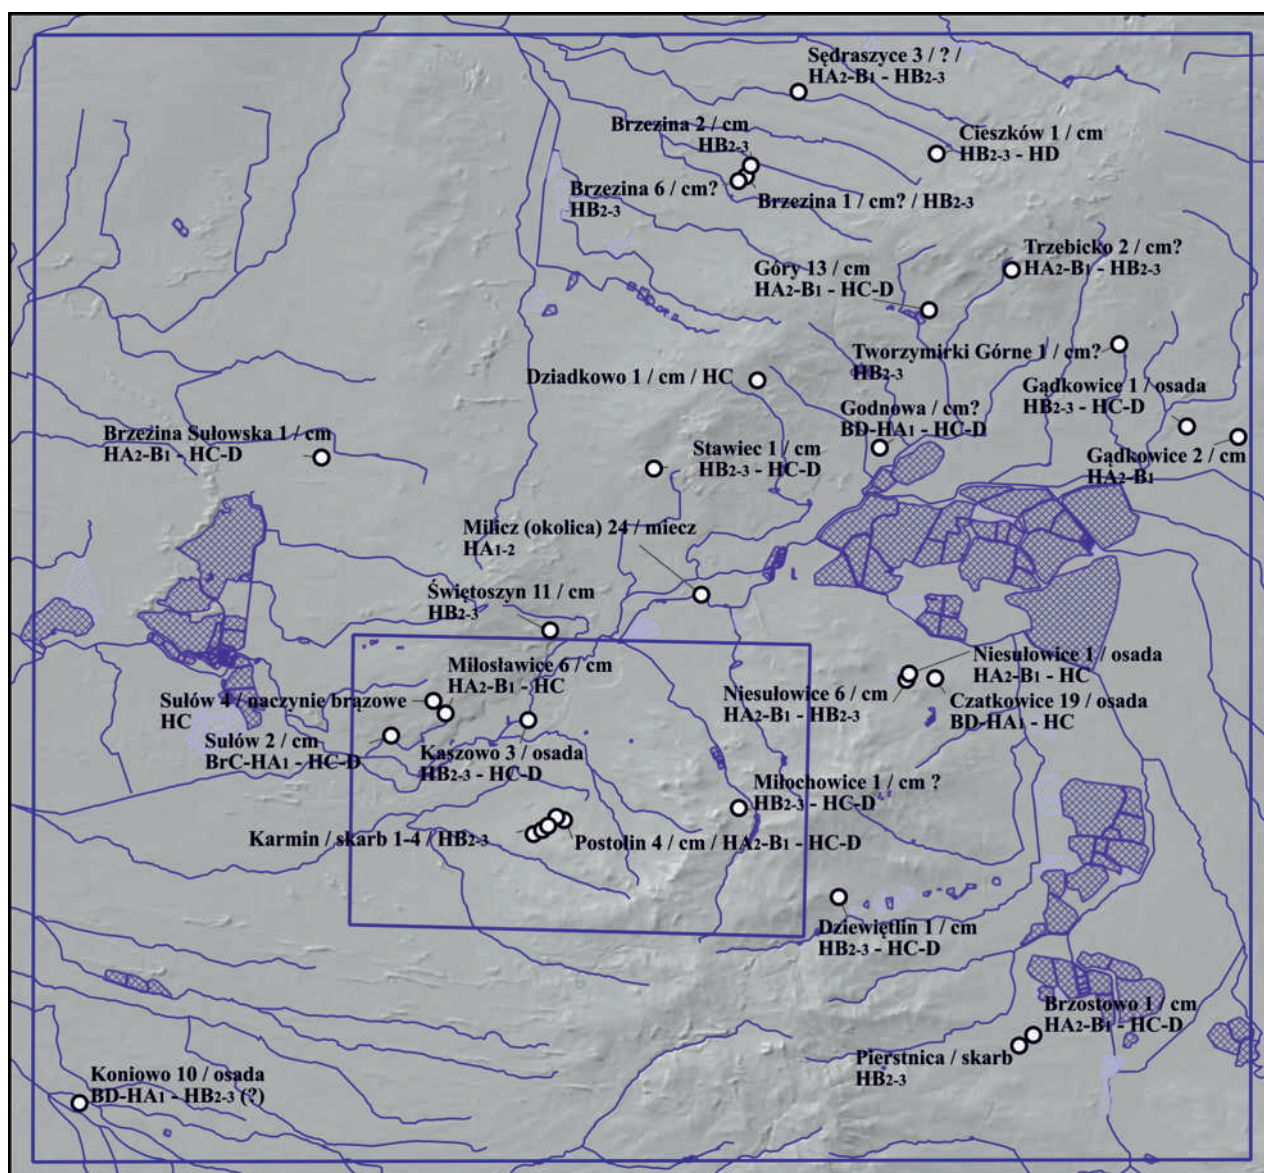 Sędraszyce 3 / ? /
HA2-B1 - HB2-3
Brzezina 2 / cm
HB2-3
Cieszków 1 / cm
HB2-3 - HD
Brzezina 6 / cm?
HB2-3
Brzezina 1 / cm? / HB2-3
Trzebicko 2 / cm?
HA2-B1 - HB2-3
Góry 13 / cm
HA2-B1 - HC-D
Tworzymirki Górne 1 / cm?
HB2-3
Dziadkowo 1 / cm / HC
Gądkowice 1 / osada
HB2-3 - HC-D
Godnowa / cm?
BD-HA1 - HC-D
Brzezina Sułowska 1 / cm
HA2-B1 - HC-D
Stawiec 1 / cm
HB2-3 - HC-D
Gądkowice 2 / cm
HA2-B1
Milicz (okolica) 24 / miecz
HA1-2
Świętoszyn 11 / cm
HB2-3
Miłosławice 6 / cm
HA2-B1 - HC
Niesułowice 1 / osada
HA2-B1 - HC
Sułów 4 / naczynie brązowe
HC
Niesułowice 6 / cm
HA2-B1 - HB2-3
Czatkowice 19 / osada
BD-HA1 - HC
Sułów 2 / cm
BrC-HA1 - HC-D
Kaszowo 3 / osada
HB2-3 - HC-D
Miłochowice 1 / cm ?
HB2-3 - HC-D
Karmin / skarb 1-4 / HB2-3
Postolin 4 / cm / HA2-B1 - HC-D
Dziewiętlin 1 / cm
HB2-3 - HC-D
Brzostowo 1 / cm
HA2-B1 - HC-D
Pierstnica / skarb
HB2-3
Koniowo 10 / osada
BD-HA1 - HB2-3 (?)